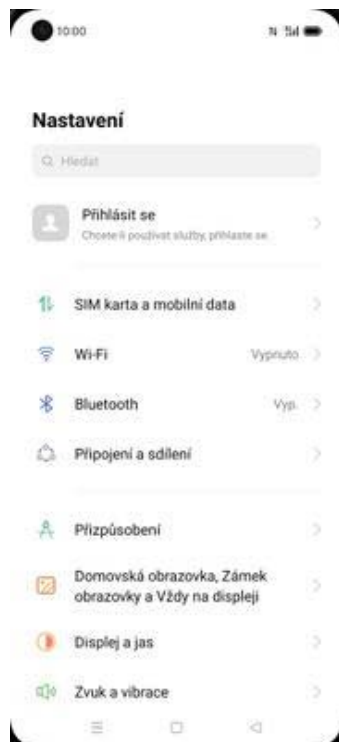 10:00
Nastavení
Hledat
Přihlásit se
Chcete-li používat služby, přihlaste se.
SIM karta a mobilní data
Wi-Fi
Vypnuto
Bluetooth
Vyp.
Připojení a sdílení
Přizpůsobení
Domovská obrazovka, Zámek
obrazovky a Vždy na displeji
Displej a jas
Zvuk a vibrace